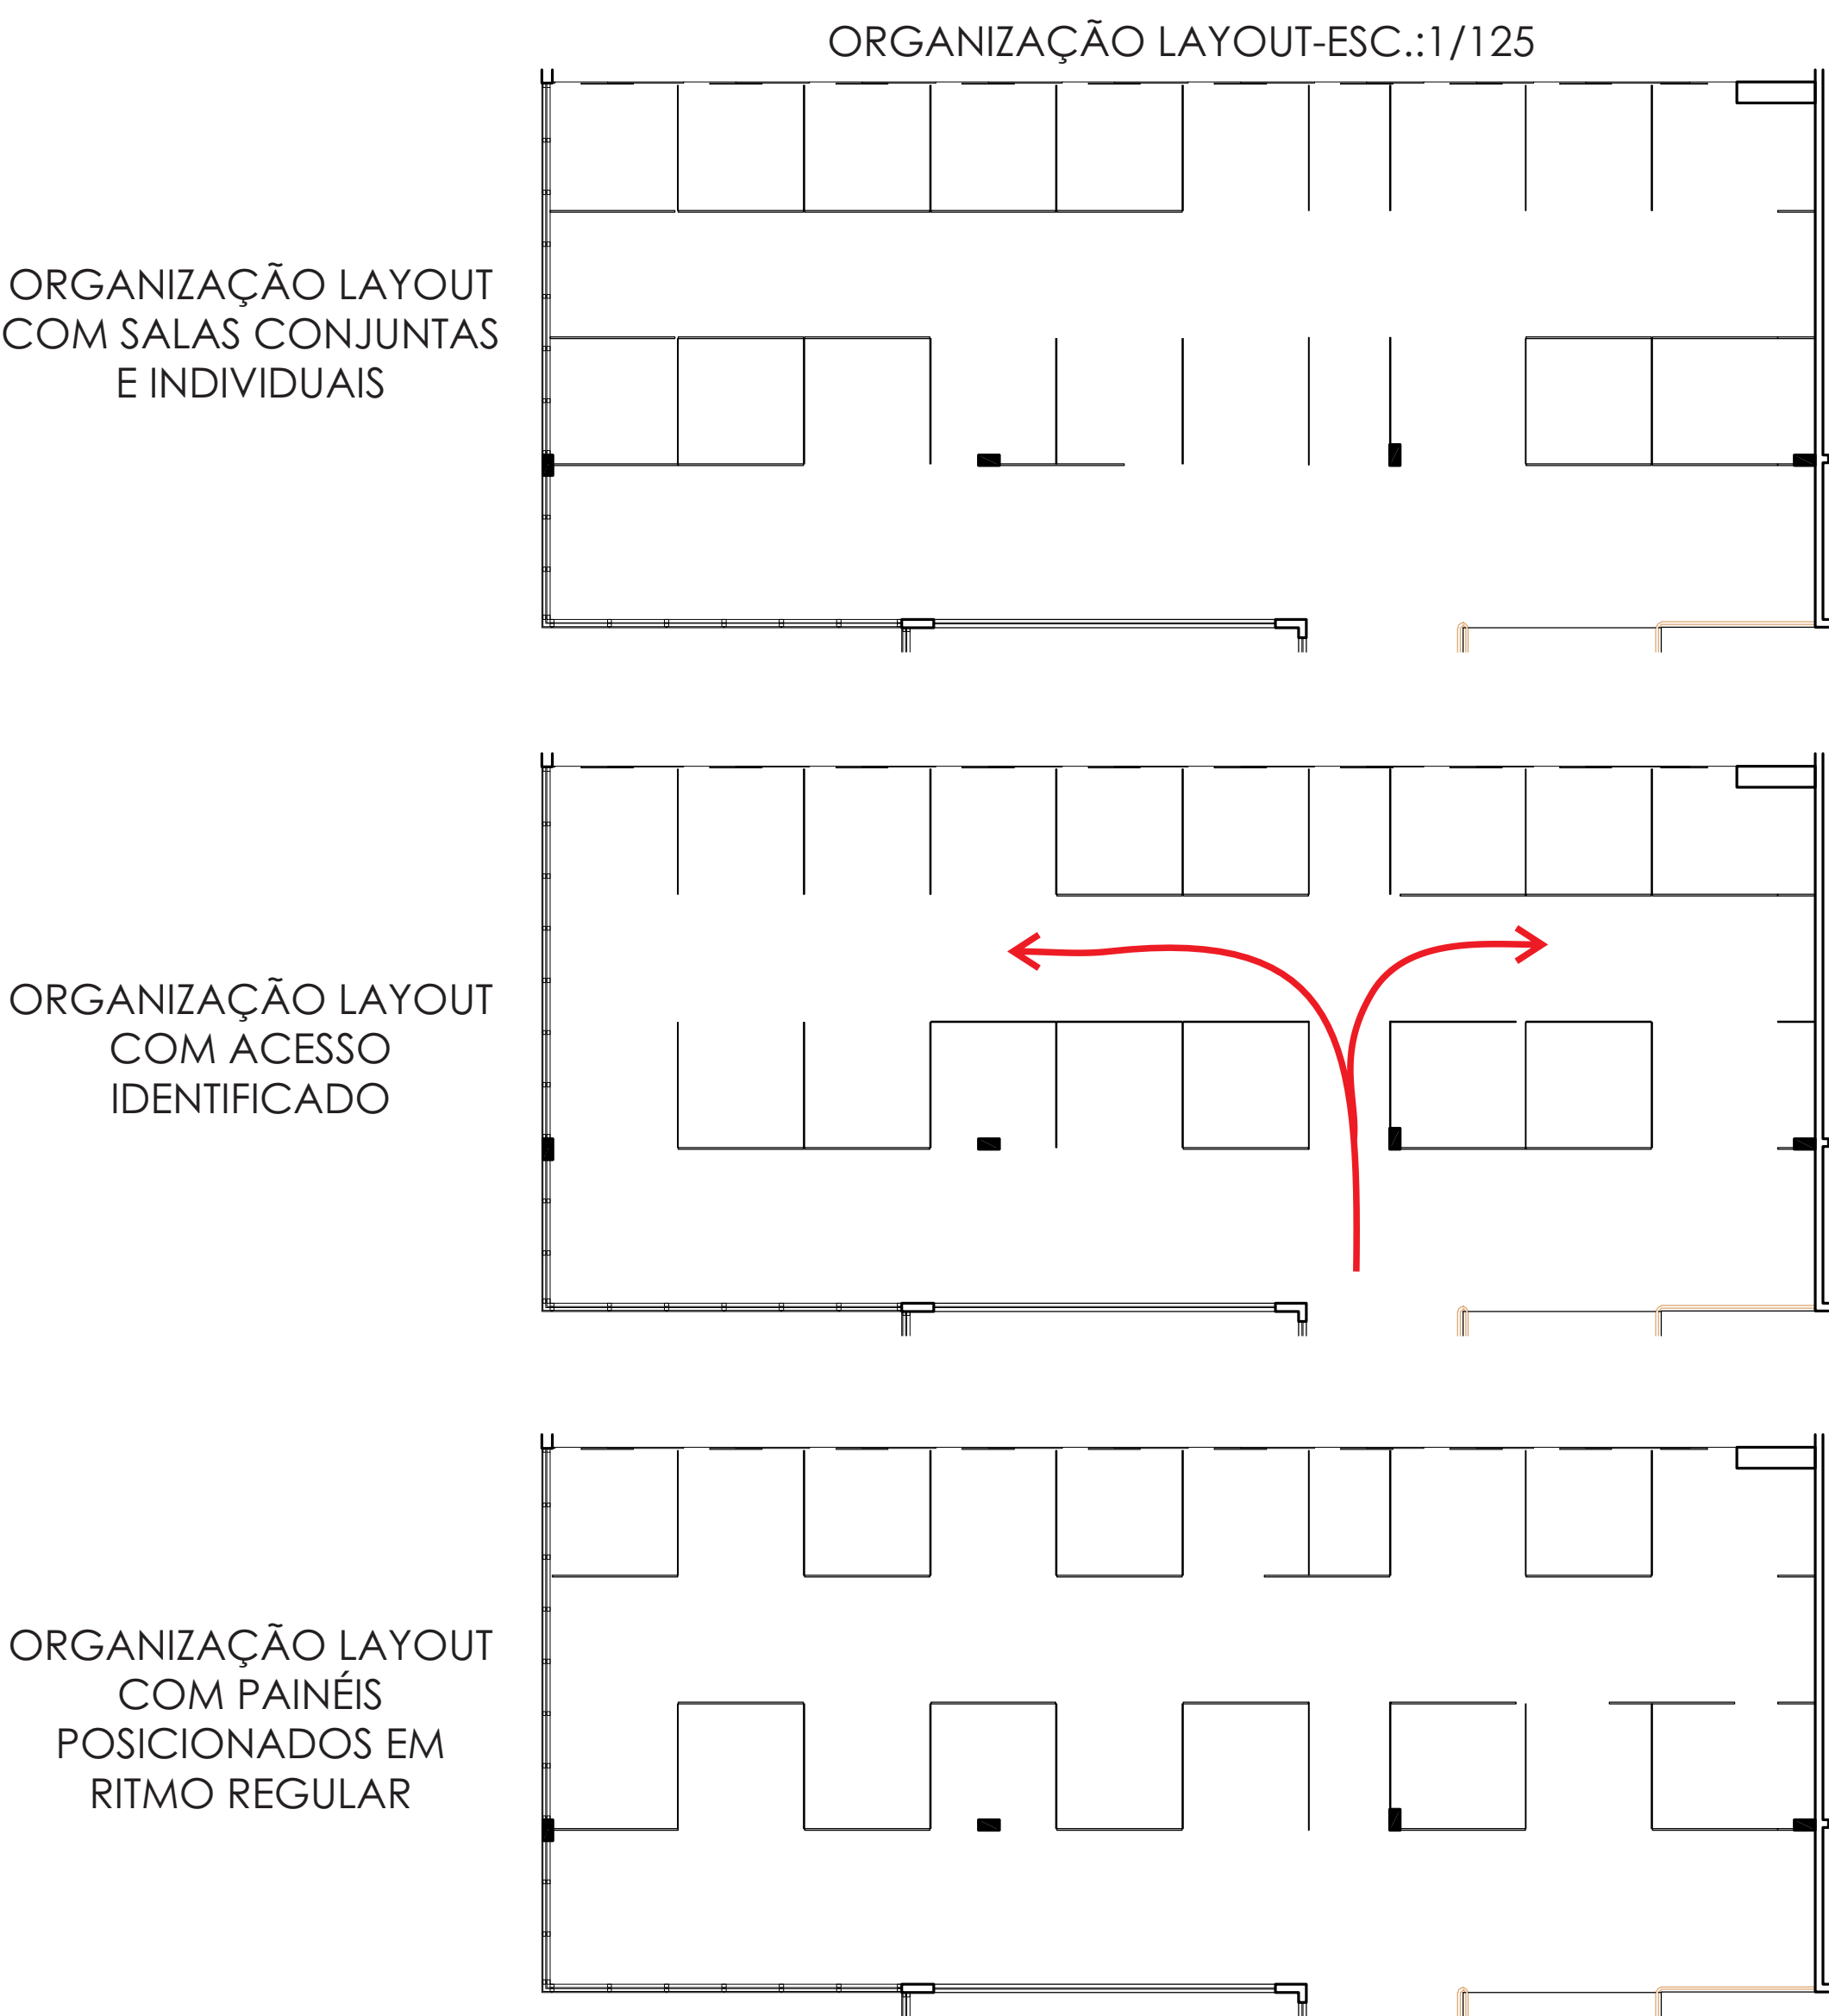 ORGANIZAÇÃO LAYOUT-ESC.:1/125
ORGANIZAÇÃO LAYOUT
COM SALAS CONJUNTAS
E INDIVIDUAIS
ORGANIZAÇÃO LAYOUT
COM ACESSO
IDENTIFICADO
ORGANIZAÇÃO LAYOUT
COM PAINÉIS
POSICIONADOS EM
RITMO REGULAR